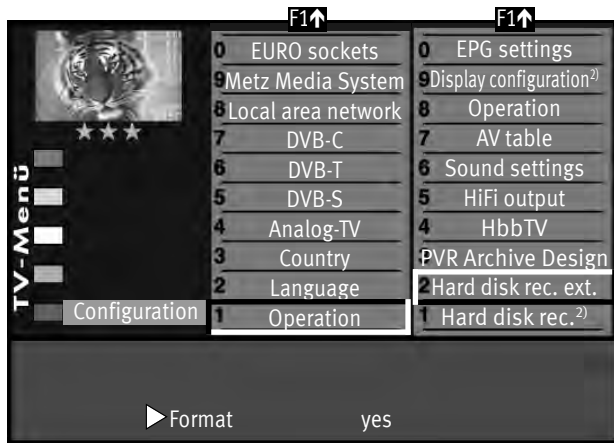 F1↑ F1↑
0 EURO sockets
9 Metz Media System
8 Local area network
7 DVB-C
6 DVB-T
5 DVB-S
4 Analog-TV
3 Country
2 Language
1 Operation
0 EPG settings
9 Display configuration2)
8 Operation
7 AV table
6 Sound settings
5 HiFi output
4 HbbTV
3 PVR Archive Design
2 Hard disk rec. ext.
1 Hard disk rec.2)
TV-Menü
Configuration
Format yes